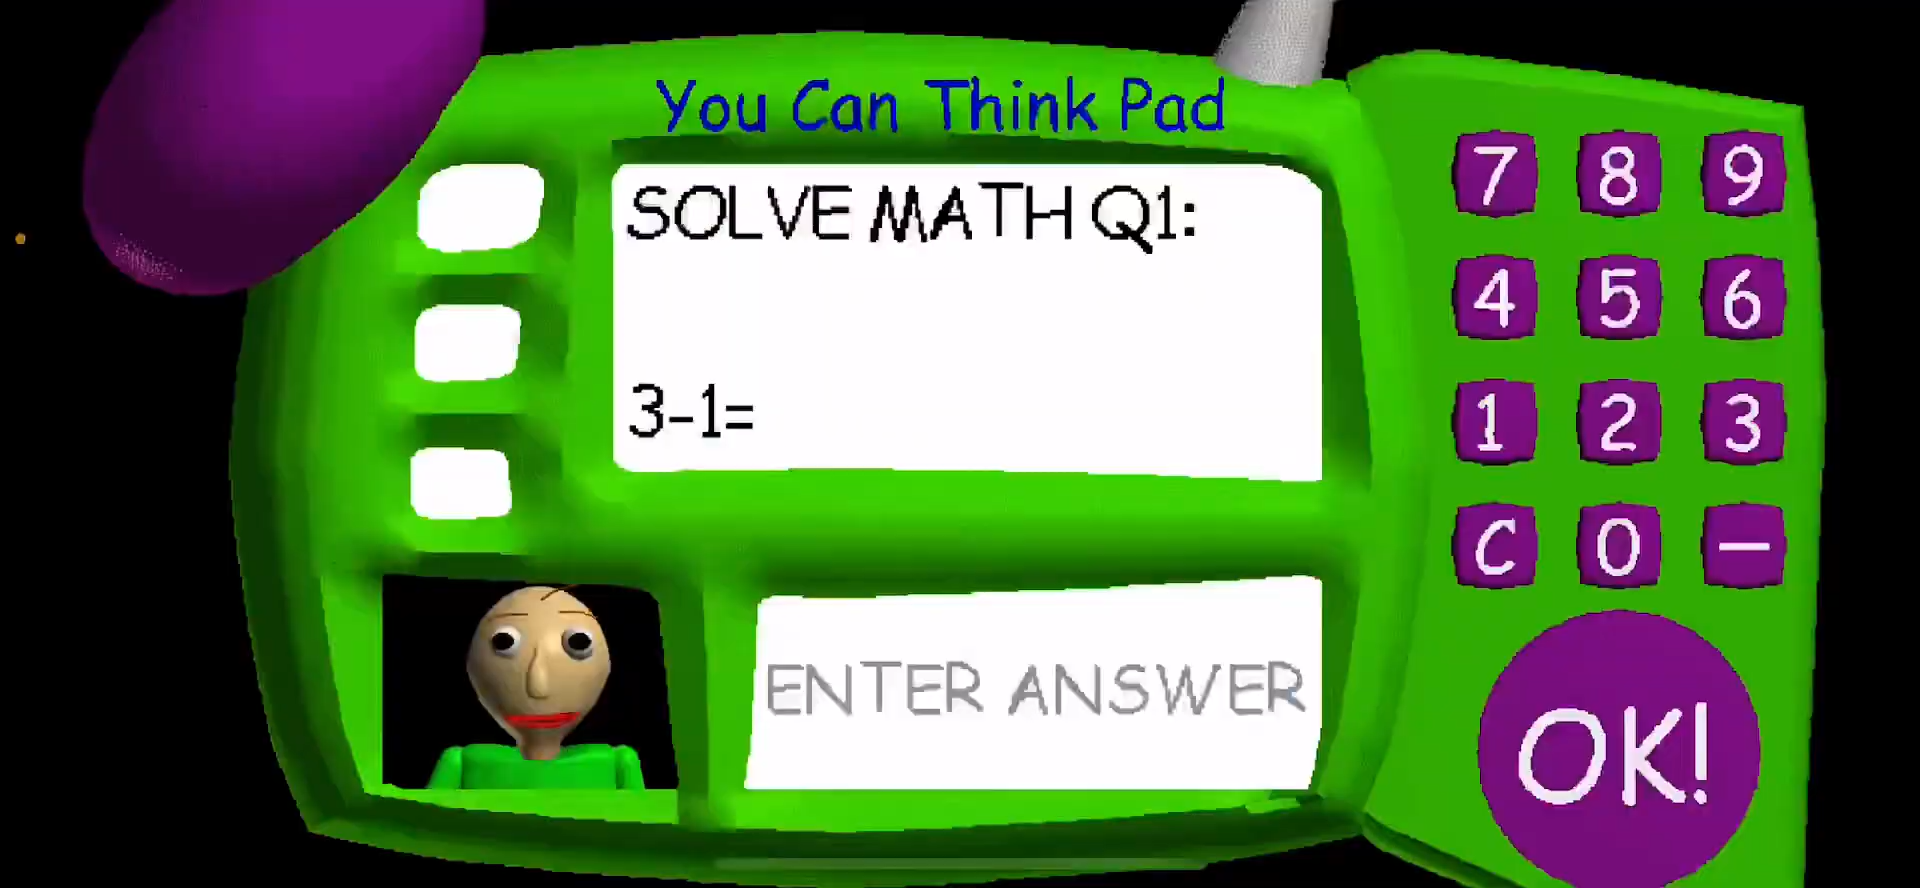 You Can Think Pad
SOLVE MATH Q1:
3-1=
ENTER ANSWER
7 8 9
4 5 6
1 2 3
C 0 —
OK!